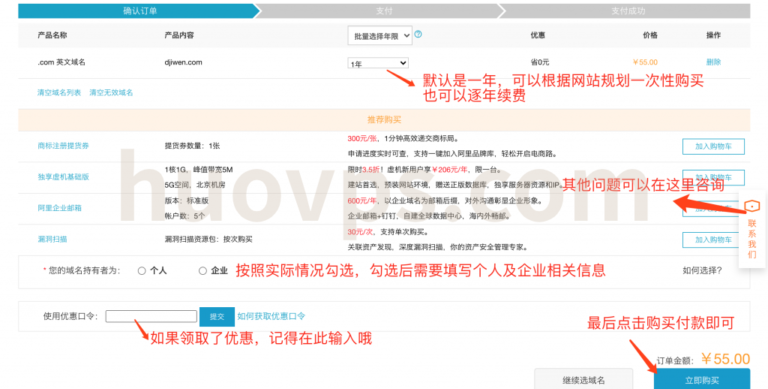 确认订单 支付 支付成功
产品名称 产品内容 批量选择年限 ? 优惠 价格 操作
.com 英文域名 djiwen.com 1年 省0元 ￥55.00 删除
默认是一年，可以根据网站规划一次性购买
也可以逐年续费
清空域名列表 清空无效域名
推荐购买
商标注册提货券 提货券数量：1张 300元/张，1分钟高效递交商标局。
申请进度实时可查，支持一键加入阿里品牌库，轻松开启电商路。 加入购物车
独享虚机基础版 1核1G、峰值带宽5M 限时3.5折！虚机新用户享￥206元/年，限一台。
5G空间，北京机房 建站首选，预装网站环境，赠送正版数据库，独享服务器资源和IP。 加入购物车
其他问题可以在这里咨询
阿里企业邮箱 版本：标准版 600元/年，以企业域名为邮箱后缀，对外沟通彰显企业形象。
帐户数：5个 企业邮箱+钉钉，自建全球数据中心，海内外畅邮。 加入购物车
漏洞扫描 漏洞扫描资源包：按次购买 30元/次，支持单次购买。
关联资产发现、深度漏洞扫描、你的资产安全管理专家。 加入购物车
联系我们
huovps.com
* 您的域名持有者为： 个人 企业 按照实际情况勾选，勾选后需要填写个人及企业相关信息 如何选择？
使用优惠口令： 提交 如何获取优惠口令
如果领取了优惠，记得在此输入哦
最后点击购买付款即可
订单金额：￥55.00
继续选域名 立即购买